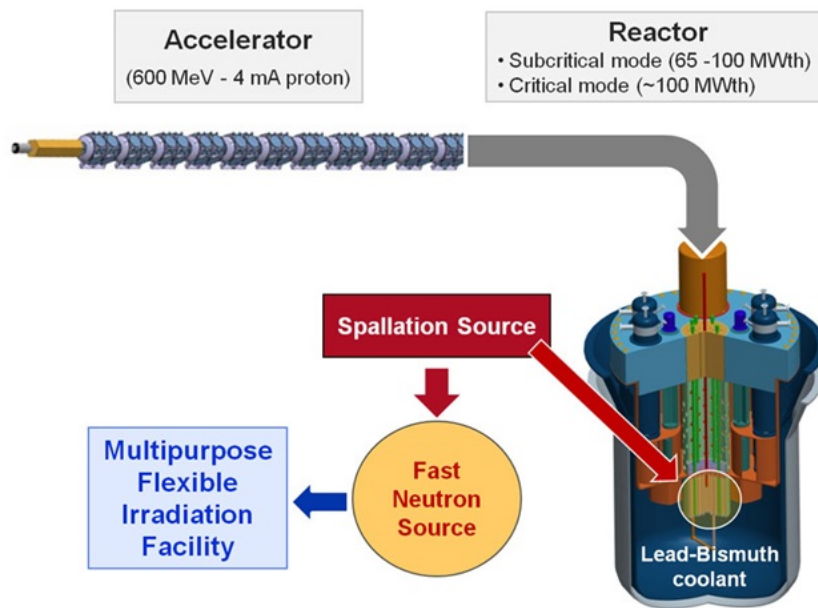 Accelerator
(600 MeV - 4 mA proton)
Reactor
• Subcritical mode (65 -100 MWth)
• Critical mode (~100 MWth)
Spallation Source
Multipurpose
Flexible
Irradiation
Facility
Fast
Neutron
Source
Lead-Bismuth
coolant